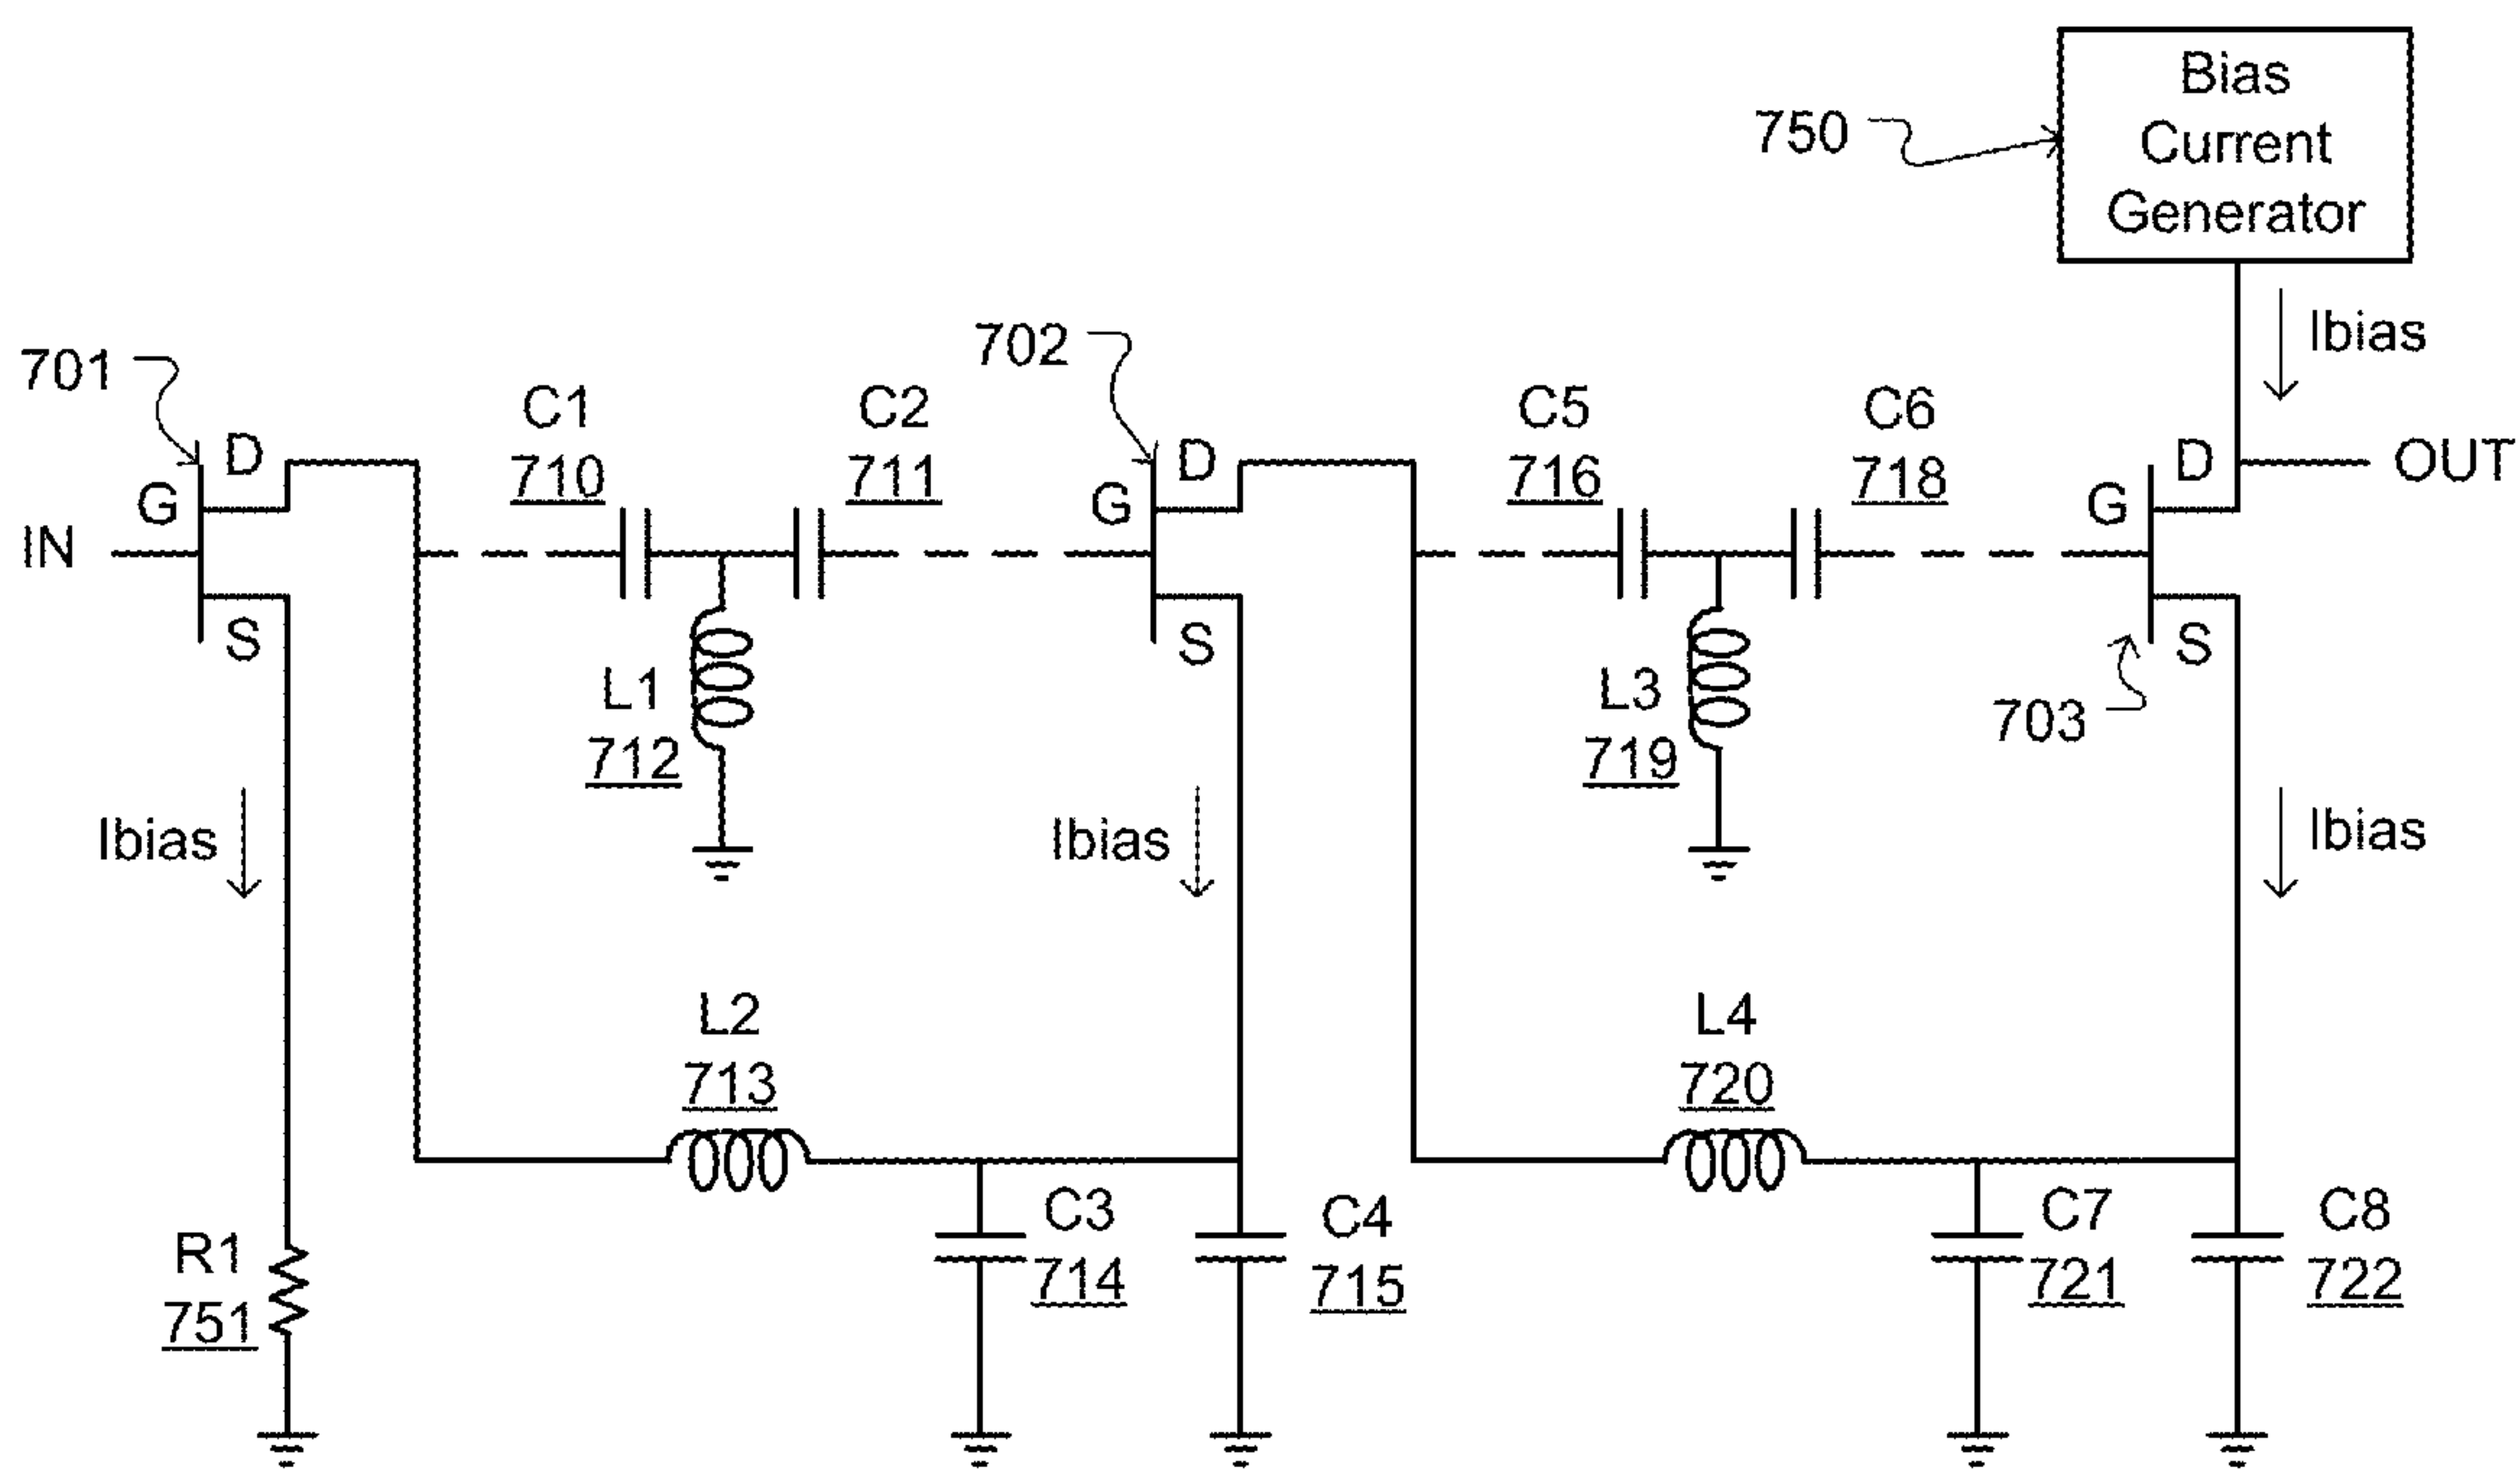 Bias
Current
Generator
750
Ibias
702
701
C1
710
C2
711
C5
716
C6
718
D
G
S
IN
D
G
S
D
G
S
OUT
L1
712
L3
719
703
Ibias
Ibias
Ibias
L2
713
L4
720
R1
751
C3
714
C4
715
C7
721
C8
722